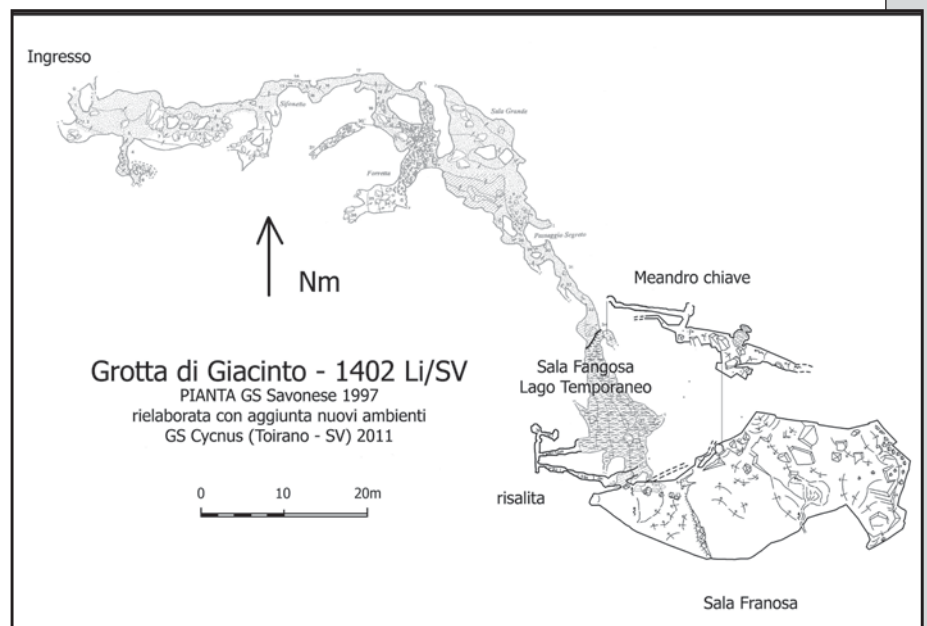 Ingresso
Sifonetto
Sala Grande
Forretta
Passaggio Segreto
Nm
Meandro chiave
Grotta di Giacinto - 1402 Li/SV
PIANTA GS Savonese 1997
rielaborata con aggiunta nuovi ambienti
GS Cycnus (Toirano - SV) 2011
Sala Fangosa
Lago Temporaneo
0 10 20m
risalita
Sala Franosa